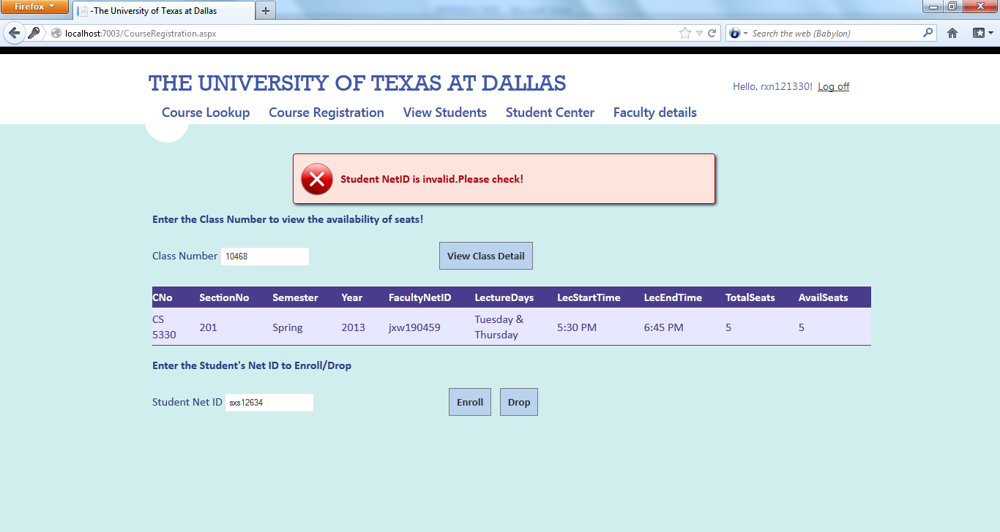 Firefox
-The University of Texas at Dallas
localhost:7003/CourseRegistration.aspx
Search the web (Babylon)
THE UNIVERSITY OF TEXAS AT DALLAS
Hello, rxn121330! Log off
Course Lookup Course Registration View Students Student Center Faculty details
Student NetID is invalid.Please check!
Enter the Class Number to view the availability of seats!
Class Number 10468 View Class Detail
CNo SectionNo Semester Year FacultyNetID LectureDays LecStartTime LecEndTime TotalSeats AvailSeats
CS 5330 201 Spring 2013 jxw190459 Tuesday & Thursday 5:30 PM 6:45 PM 5 5
Enter the Student's Net ID to Enroll/Drop
Student Net ID sxs12634 Enroll Drop